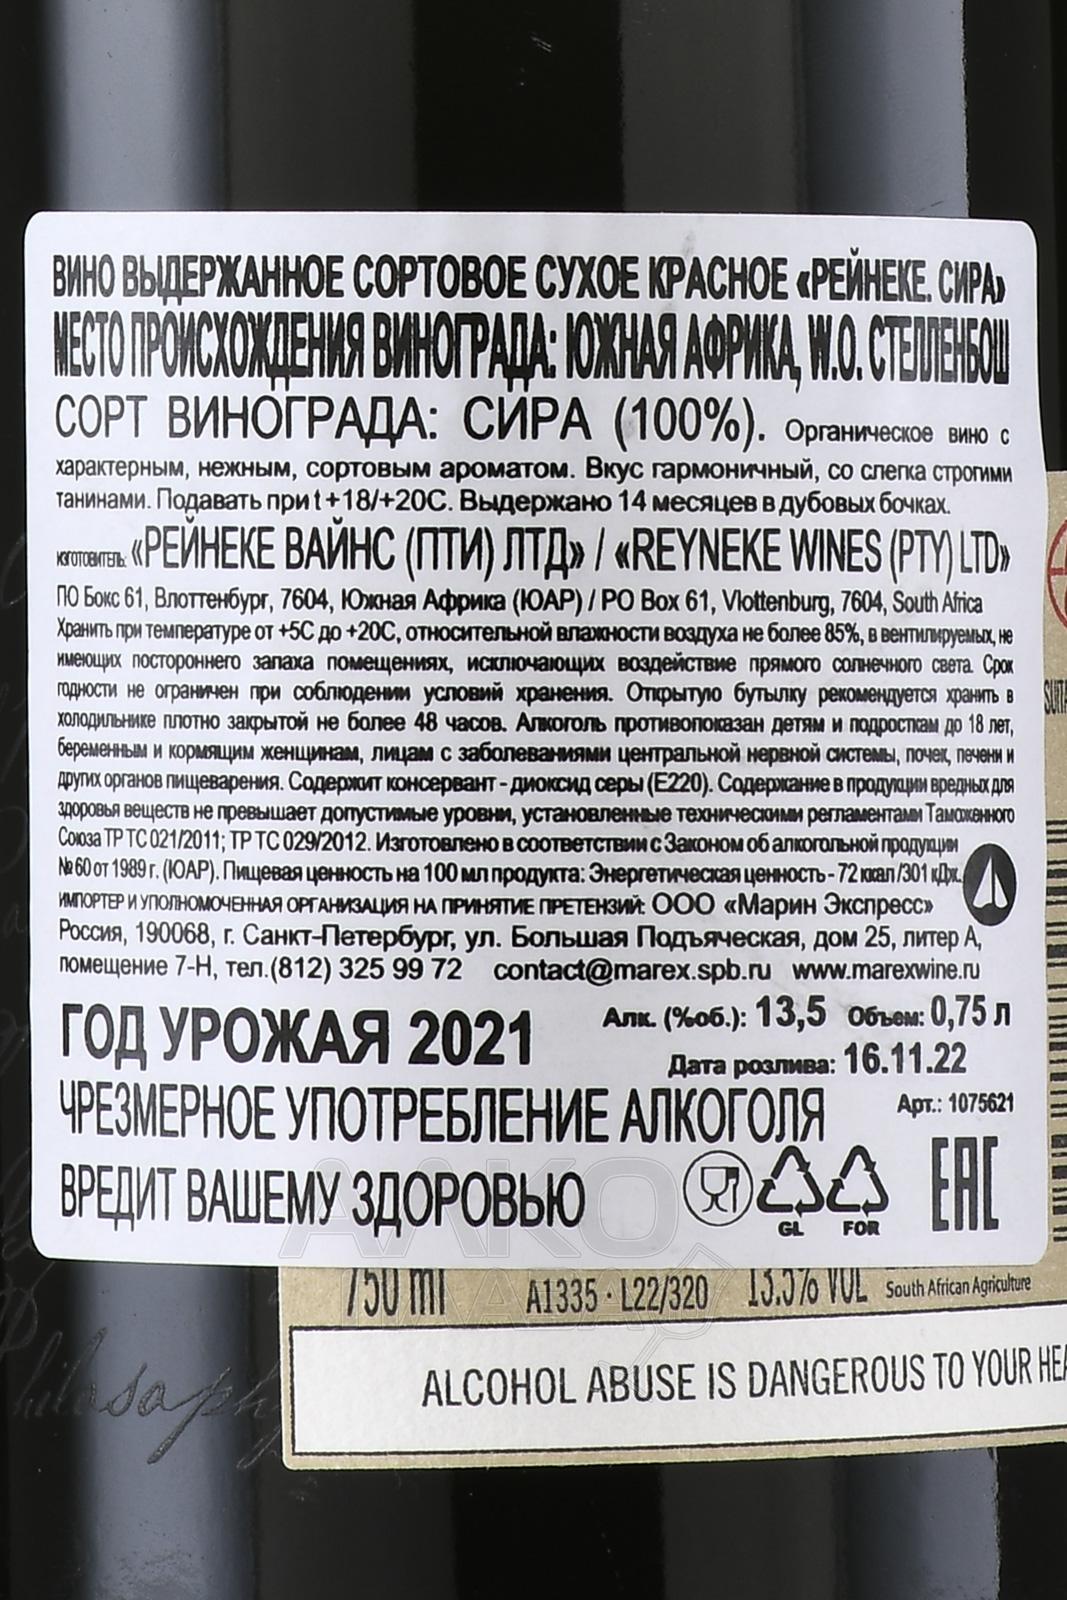 ВИНО ВЫДЕРЖАННОЕ СОРТОВОЕ СУХОЕ КРАСНОЕ «РЕЙНЕКЕ. СИРА»
МЕСТО ПРОИСХОЖДЕНИЯ ВИНОГРАДА: ЮЖНАЯ АФРИКА, W.O. СТЕЛЛЕНБОШ
СОРТ ВИНОГРАДА: СИРА (100%). Органическое вино с
характерным, нежным, сортовым ароматом. Вкус гармоничный, со слегка строгими
танинами. Подавать при t +18/+20С. Выдержано 14 месяцев в дубовых бочках.
ИЗГОТОВИТЕЛЬ: «РЕЙНЕКЕ ВАЙНС (ПТИ) ЛТД» / «REYNEKE WINES (PTY) LTD»
ПО Бокс 61, Влоттенбург, 7604, Южная Африка (ЮАР) / PO Box 61, Vlottenburg, 7604, South Africa
Хранить при температуре от +5С до +20С, относительной влажности воздуха не более 85%, в вентилируемых, не
имеющих постороннего запаха помещениях, исключающих воздействие прямого солнечного света. Срок
годности не ограничен при соблюдении условий хранения. Открытую бутылку рекомендуется хранить в
холодильнике плотно закрытой не более 48 часов. Алкоголь противопоказан детям и подросткам до 18 лет,
беременным и кормящим женщинам, лицам с заболеваниями центральной нервной системы, почек, печени и
других органов пищеварения. Содержит консервант - диоксид серы (Е220). Содержание в продукции вредных для
здоровья веществ не превышает допустимые уровни, установленные техническими регламентами Таможенного
Союза ТР ТС 021/2011; ТР ТС 029/2012. Изготовлено в соответствии с Законом об алкогольной продукции
№ 60 от 1989 г. (ЮАР). Пищевая ценность на 100 мл продукта: Энергетическая ценность - 72 ккал /301 кДж.
ИМПОРТЕР И УПОЛНОМОЧЕННАЯ ОРГАНИЗАЦИЯ НА ПРИНЯТИЕ ПРЕТЕНЗИЙ: ООО «Марин Экспресс»
Россия, 190068, г. Санкт-Петербург, ул. Большая Подъяческая, дом 25, литер А,
помещение 7-Н, тел.(812) 325 99 72 contact@marex.spb.ru www.marexwine.ru
ГОД УРОЖАЯ 2021 Алк. (%об.): 13,5 Объем: 0,75 л
Дата розлива: 16.11.22
ЧРЕЗМЕРНОЕ УПОТРЕБЛЕНИЕ АЛКОГОЛЯ Арт.: 1075621
ВРЕДИТ ВАШЕМУ ЗДОРОВЬЮ
GL FOR EAC
750 ml A1335 · L22/320 13.5% VOL South African Agriculture
ALCOHOL ABUSE IS DANGEROUS TO YOUR